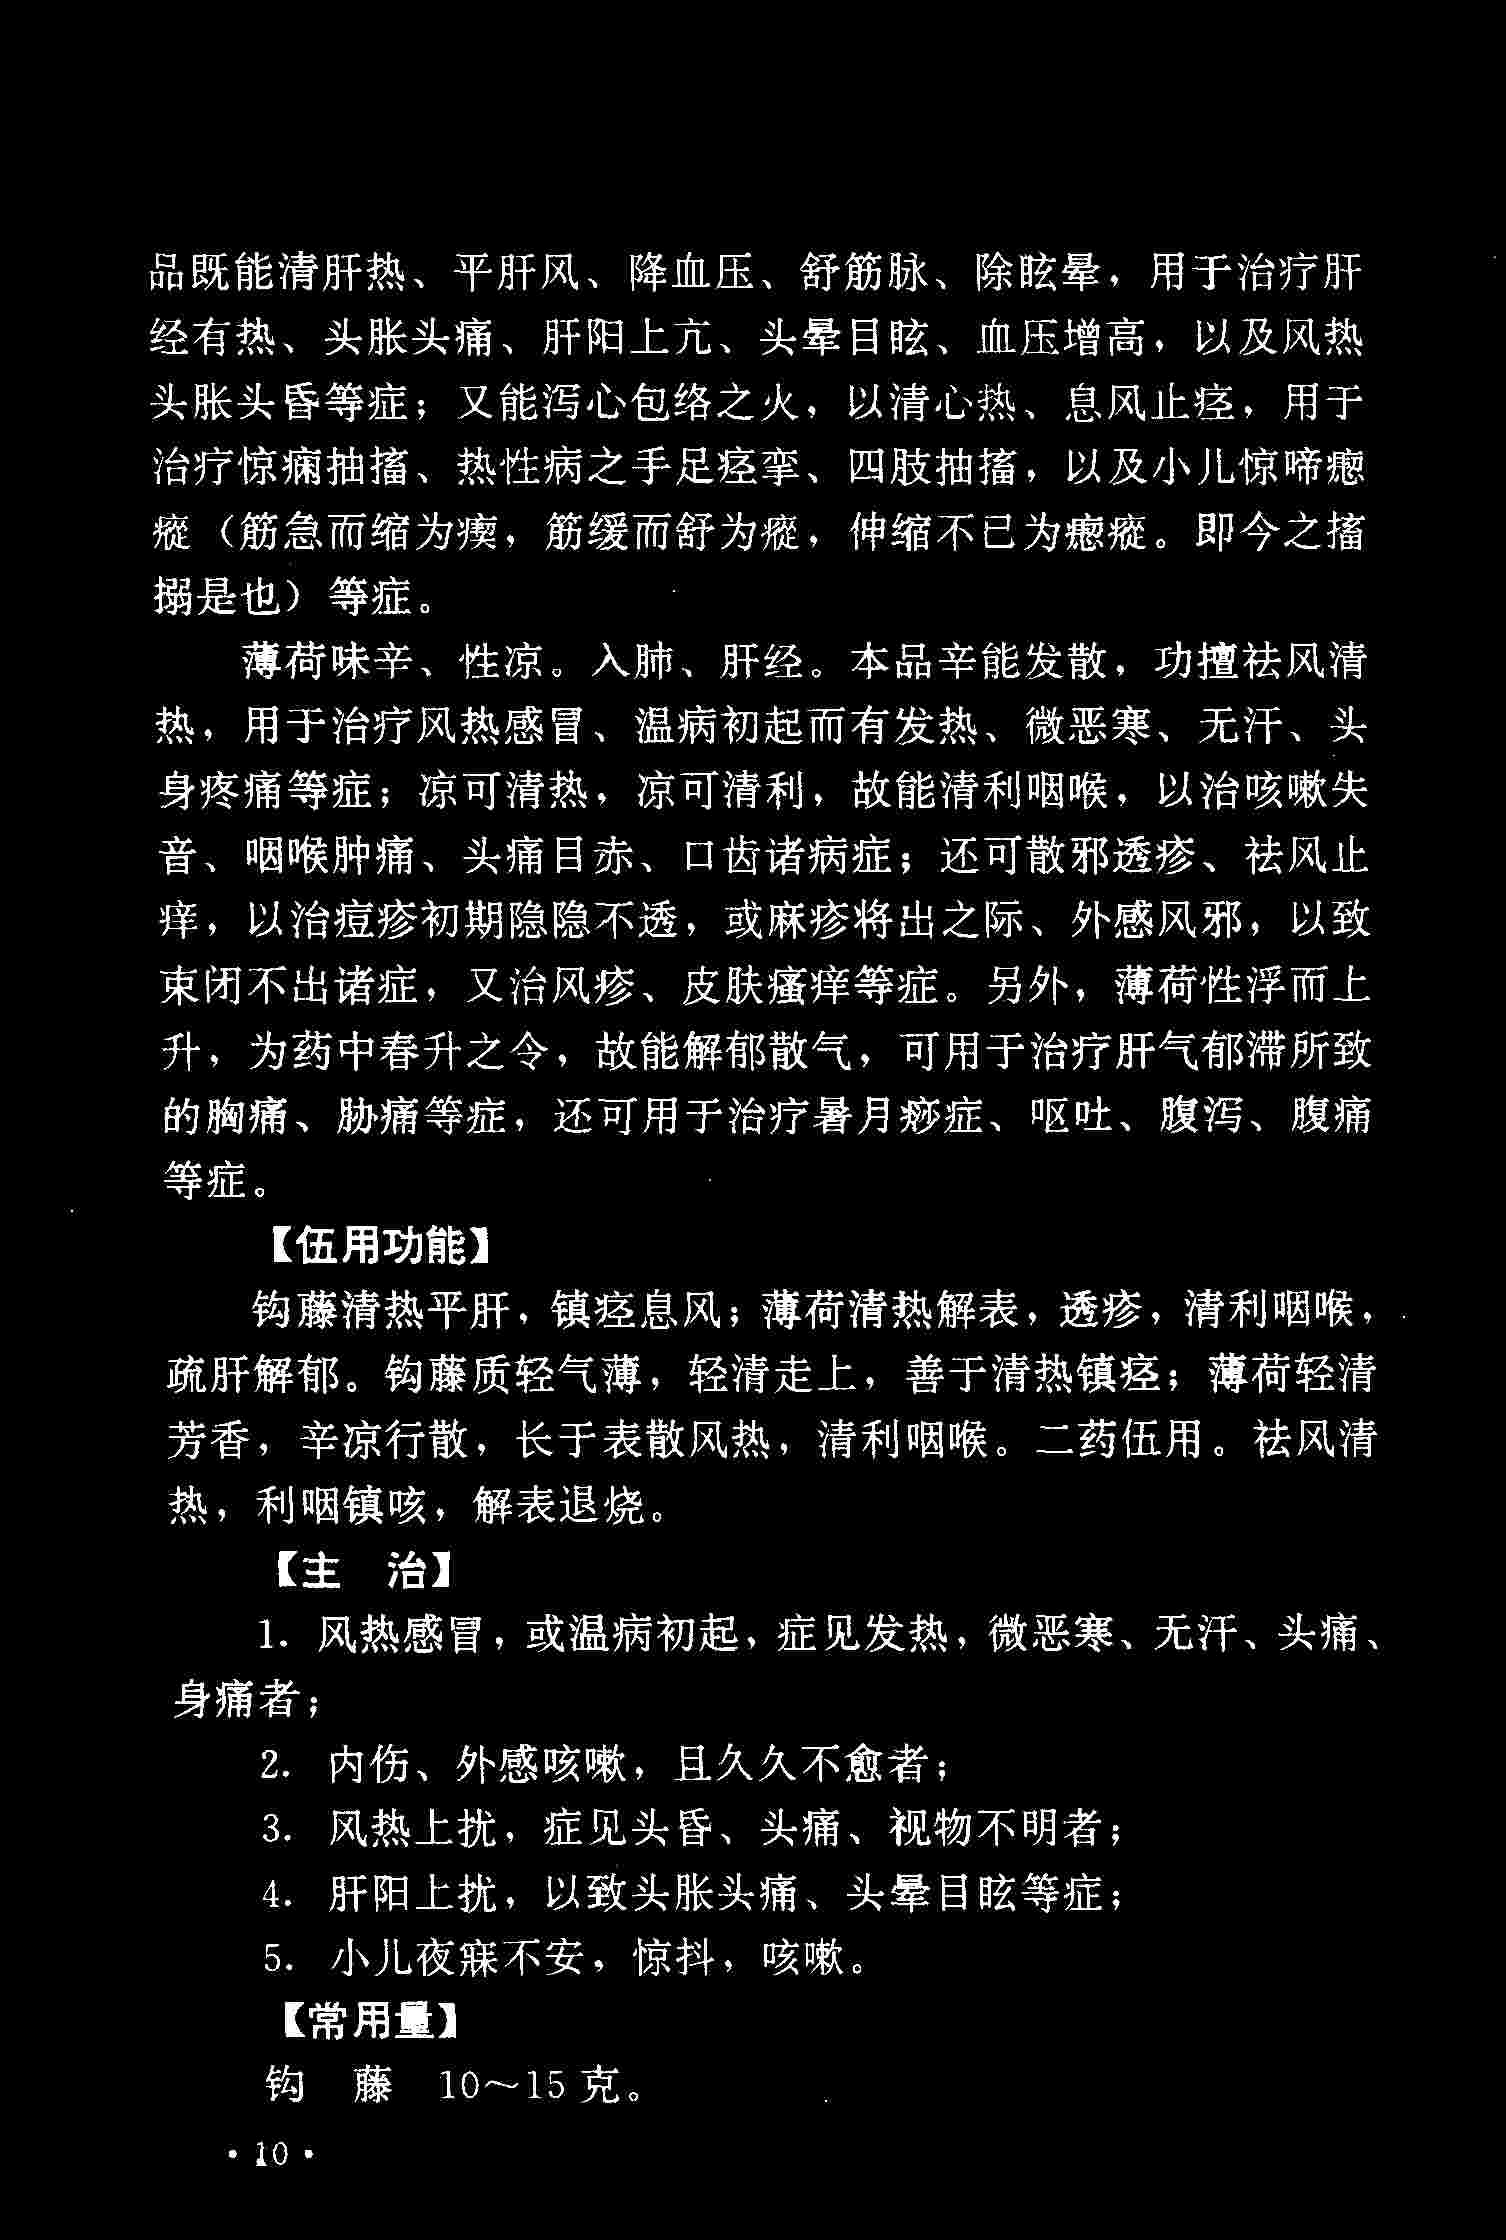 品既能清肝热、平肝风、降血压、舒筋脉、除眩晕，用于治疗肝
经有热、头胀头痛、肝阳上亢、头晕目眩、血压增高，以及风热
头胀头昏等症；又能泻心包络之火，以清心热、息风止痉，用于
治疗惊痫抽搐、热性病之手足痉挛、四肢抽搐，以及小儿惊啼瘛
瘲（筋急而缩为瘈，筋缓而舒为瘲，伸缩不已为瘛瘲。即今之搐
搦是也）等症。
薄荷味辛、性凉。入肺、肝经。本品辛能发散，功擅祛风清
热，用于治疗风热感冒、温病初起而有发热、微恶寒、无汗、头
身疼痛等症；凉可清热，凉可清利，故能清利咽喉，以治咳嗽失
音、咽喉肿痛、头痛目赤、口齿诸病症；还可散邪透疹、祛风止
痒，以治痘疹初期隐隐不透，或麻疹将出之际、外感风邪，以致
束闭不出诸症，又治风疹、皮肤瘙痒等症。另外，薄荷性浮而上
升，为药中春升之令，故能解郁散气，可用于治疗肝气郁滞所致
的胸痛、胁痛等症，还可用于治疗暑月痧症、呕吐、腹泻、腹痛
等症。
【伍用功能】
钩藤清热平肝，镇痉息风；薄荷清热解表，透疹，清利咽喉，
疏肝解郁。钩藤质轻气薄，轻清走上，善于清热镇痉；薄荷轻清
芳香，辛凉行散，长于表散风热，清利咽喉。二药伍用。祛风清
热，利咽镇咳，解表退烧。
【主　治】
1. 风热感冒，或温病初起，症见发热，微恶寒、无汗、头痛、
身痛者；
2. 内伤、外感咳嗽，且久久不愈者；
3. 风热上扰，症见头昏、头痛、视物不明者；
4. 肝阳上扰，以致头胀头痛、头晕目眩等症；
5. 小儿夜寐不安，惊抖，咳嗽。
【常用量】
钩　藤　10～15 克。
· 10 ·